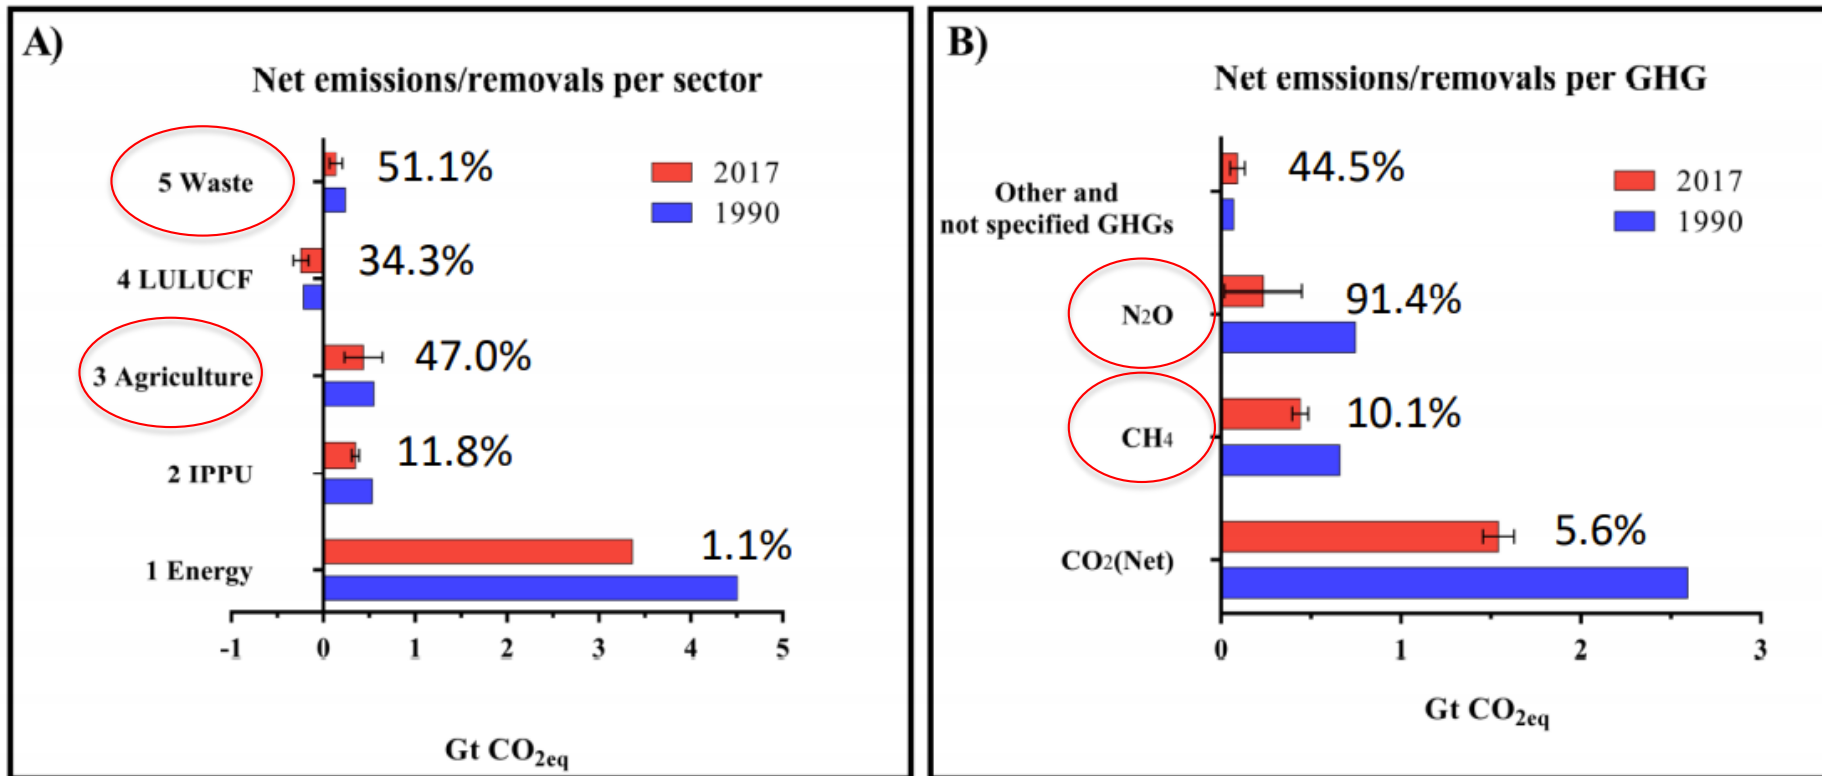 A)
Net emissions/removals per sector
5 Waste
51.1%
2017
1990
4 LULUCF
34.3%
3 Agriculture
47.0%
2 IPPU
11.8%
1 Energy
1.1%
-1 0 1 2 3 4 5
Gt CO2eq
B)
Net emssions/removals per GHG
Other and
not specified GHGs
44.5%
2017
1990
N2O
91.4%
CH4
10.1%
CO2(Net)
5.6%
0 1 2 3
Gt CO2eq